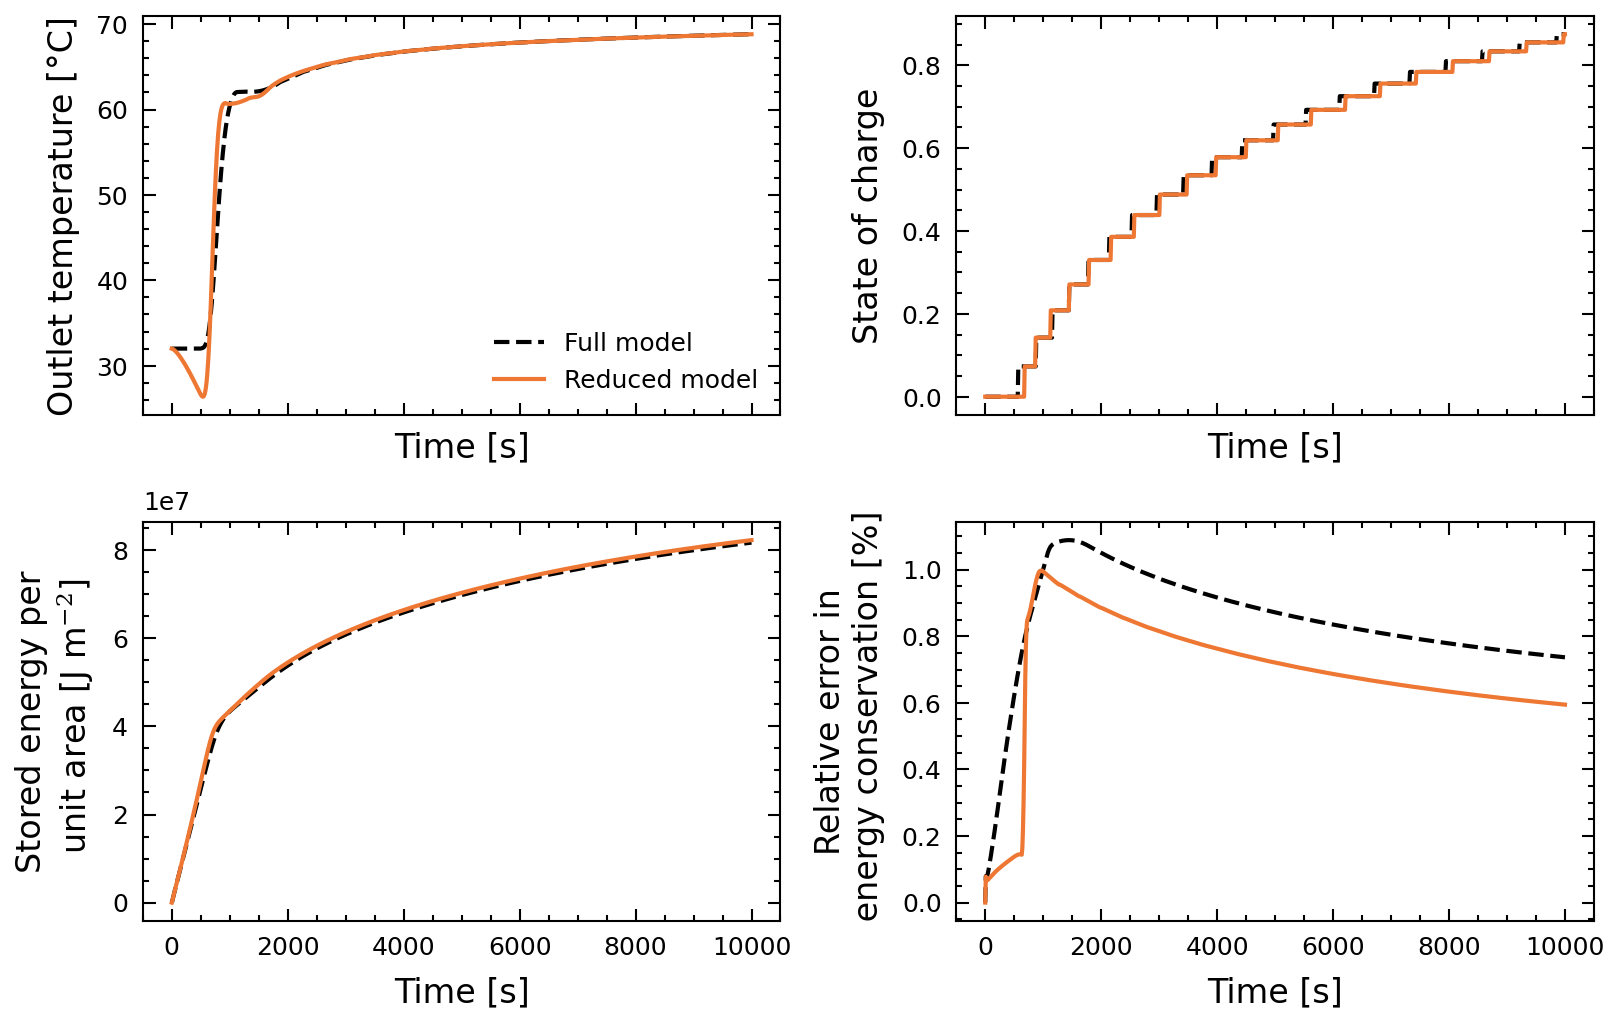 Outlet temperature [°C]
70
60
50
40
30
Full model
Reduced model
Time [s]
State of charge
0.8
0.6
0.4
0.2
0.0
Time [s]
Stored energy per
unit area [J m⁻²]
1e7
8
6
4
2
0
0 2000 4000 6000 8000 10000
Time [s]
Relative error in
energy conservation [%]
1.0
0.8
0.6
0.4
0.2
0.0
0 2000 4000 6000 8000 10000
Time [s]